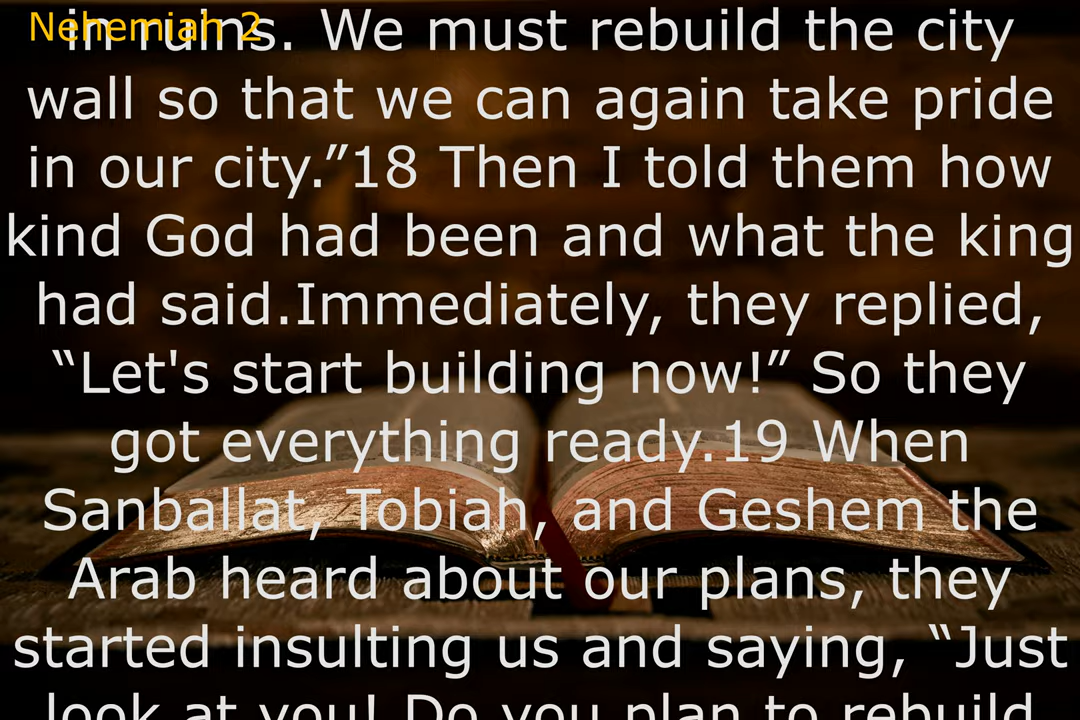 Nehemiah 2
in ruins. We must rebuild the city
wall so that we can again take pride
in our city.”18 Then I told them how
kind God had been and what the king
had said.Immediately, they replied,
“Let's start building now!” So they
got everything ready.19 When
Sanballat, Tobiah, and Geshem the
Arab heard about our plans, they
started insulting us and saying, “Just
look at you! Do you plan to rebuild